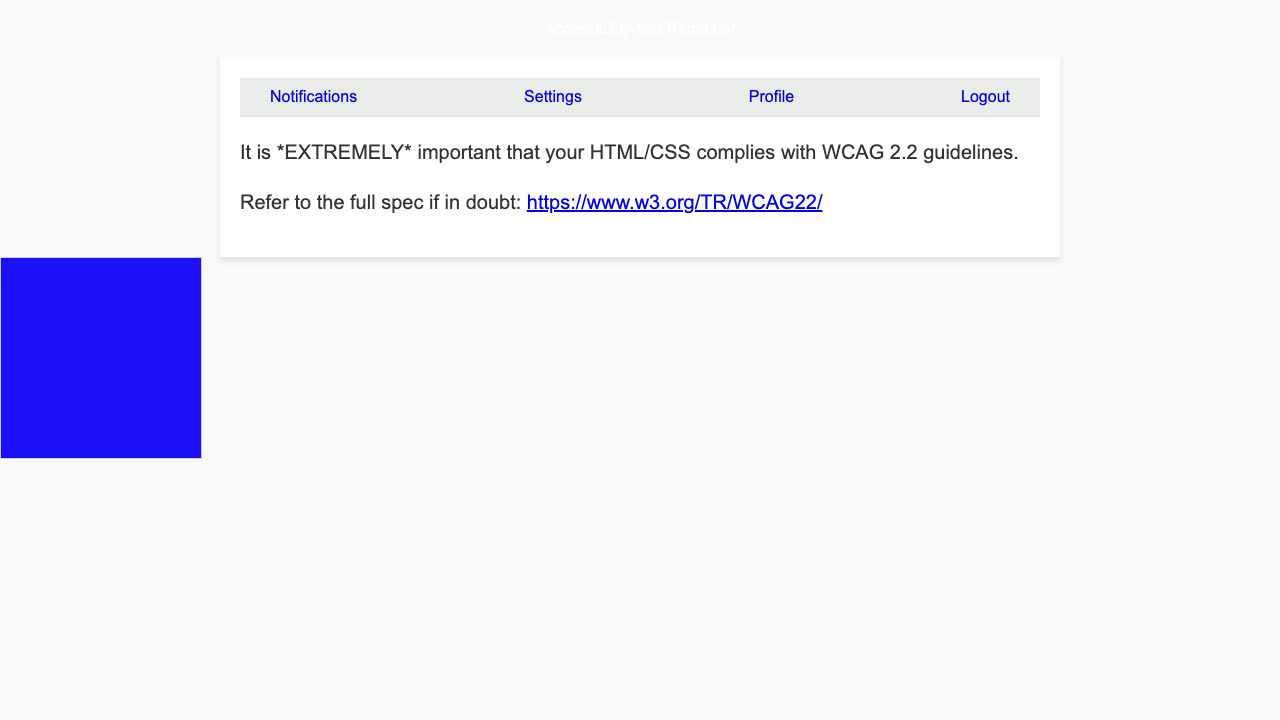 Accessibility-first Reminder
Notifications Settings Profile Logout
It is *EXTREMELY* important that your HTML/CSS complies with WCAG 2.2 guidelines.
Refer to the full spec if in doubt: https://www.w3.org/TR/WCAG22/